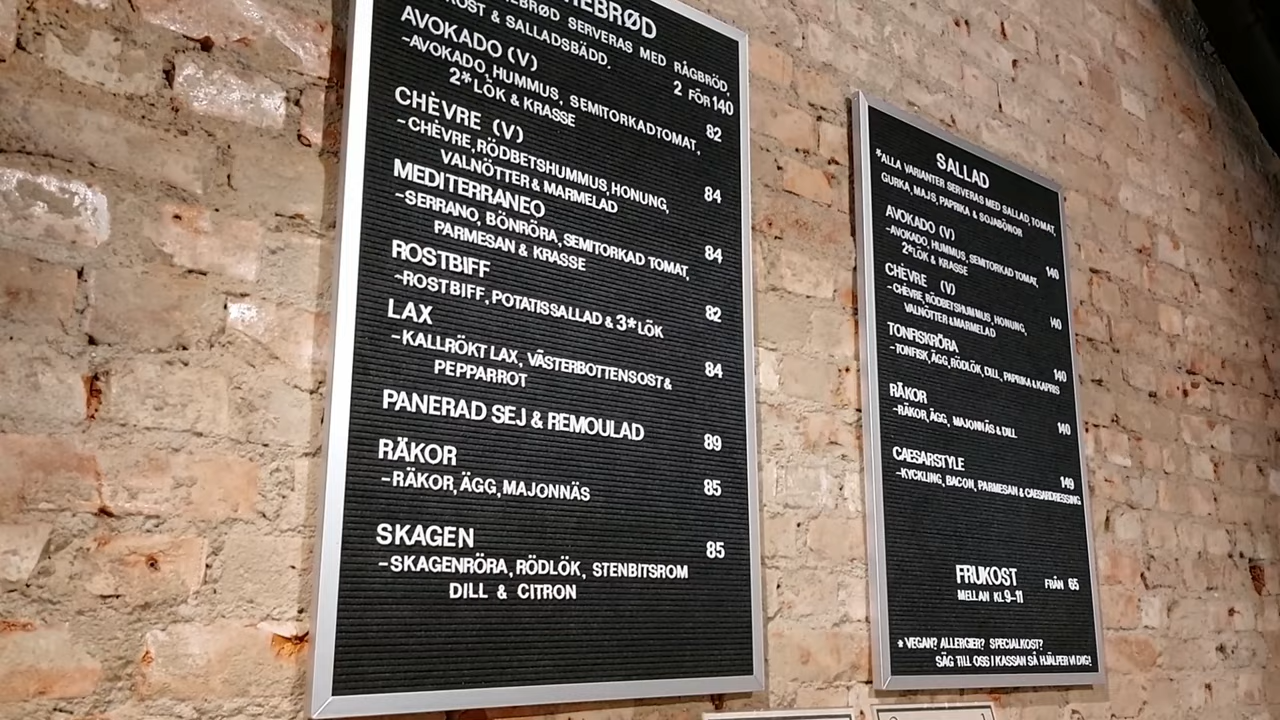 RÅGBRØD SERVERAS MED RÅGBRÖD,
& SALLADSBÄDD.
2 FÖR 140
AVOKADO (V)
-AVOKADO, HUMMUS, SEMITORKADTOMAT, 82
2*LÖK & KRASSE
CHÈVRE (V)
-CHÈVRE, RÖDBETSHUMMUS, HONUNG, 84
VALNÖTTER & MARMELAD
MEDITERRANEO
-SERRANO, BÖNRÖRA, SEMITORKAD TOMAT, 84
PARMESAN & KRASSE
ROSTBIFF 82
-ROSTBIFF, POTATISSALLAD & 3*LÖK
LAX 84
-KALLRÖKT LAX, VÄSTERBOTTENSOST &
PEPPARROT
PANERAD SEJ & REMOULAD 89
RÄKOR 85
-RÄKOR, ÄGG, MAJONNÄS
SKAGEN 85
-SKAGENRÖRA, RÖDLÖK, STENBITSROM
DILL & CITRON
SALLAD
*ALLA VARIANTER SERVERAS MED SALLAD, TOMAT,
GURKA, MAJS, PAPRIKA & SOJABÖNOR
AVOKADO (V) 140
-AVOKADO, HUMMUS, SEMITORKAD TOMAT,
2*LÖK & KRASSE
CHÈVRE (V) 140
-CHÈVRE, RÖDBETSHUMMUS, HONUNG,
VALNÖTTER & MARMELAD
TONFISKRÖRA 140
-TONFISK, ÄGG, RÖDLÖK, DILL, PAPRIKA & KAPRIS
RÄKOR 140
-RÄKOR, ÄGG, MAJONNÄS & DILL
CAESARSTYLE 149
-KYCKLING, BACON, PARMESAN & CAESARDRESSING
FRUKOST FRÅN 65
MELLAN KL 9-11
* VEGAN? ALLERGIER? SPECIALKOST?
SÄG TILL OSS I KASSAN SÅ HJÄLPER VI DIG!